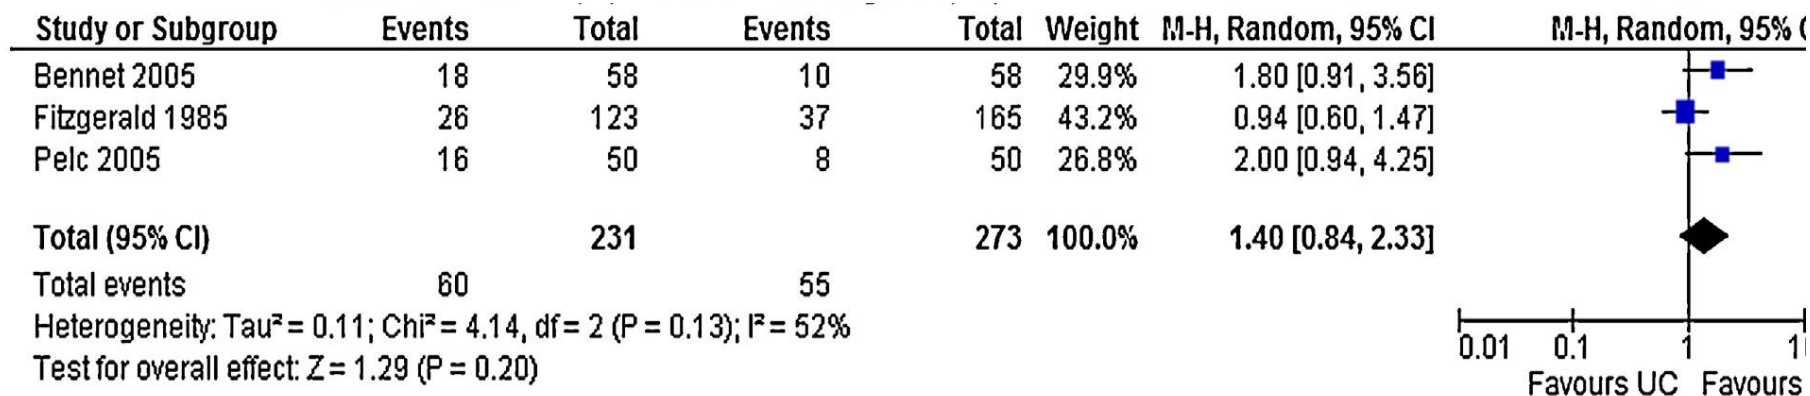 Study or Subgroup Events Total Events Total Weight M-H, Random, 95% CI M-H, Random, 95%
Bennet 2005 18 58 10 58 29.9% 1.80 [0.91, 3.56]
Fitzgerald 1985 26 123 37 165 43.2% 0.94 [0.60, 1.47]
Pelc 2005 16 50 8 50 26.8% 2.00 [0.94, 4.25]
Total (95% CI) 231 273 100.0% 1.40 [0.84, 2.33]
Total events 60 55
Heterogeneity: Tau² = 0.11; Chi² = 4.14, df = 2 (P = 0.13); I² = 52%
Test for overall effect: Z = 1.29 (P = 0.20)
0.01 0.1 1
Favours UC Favours